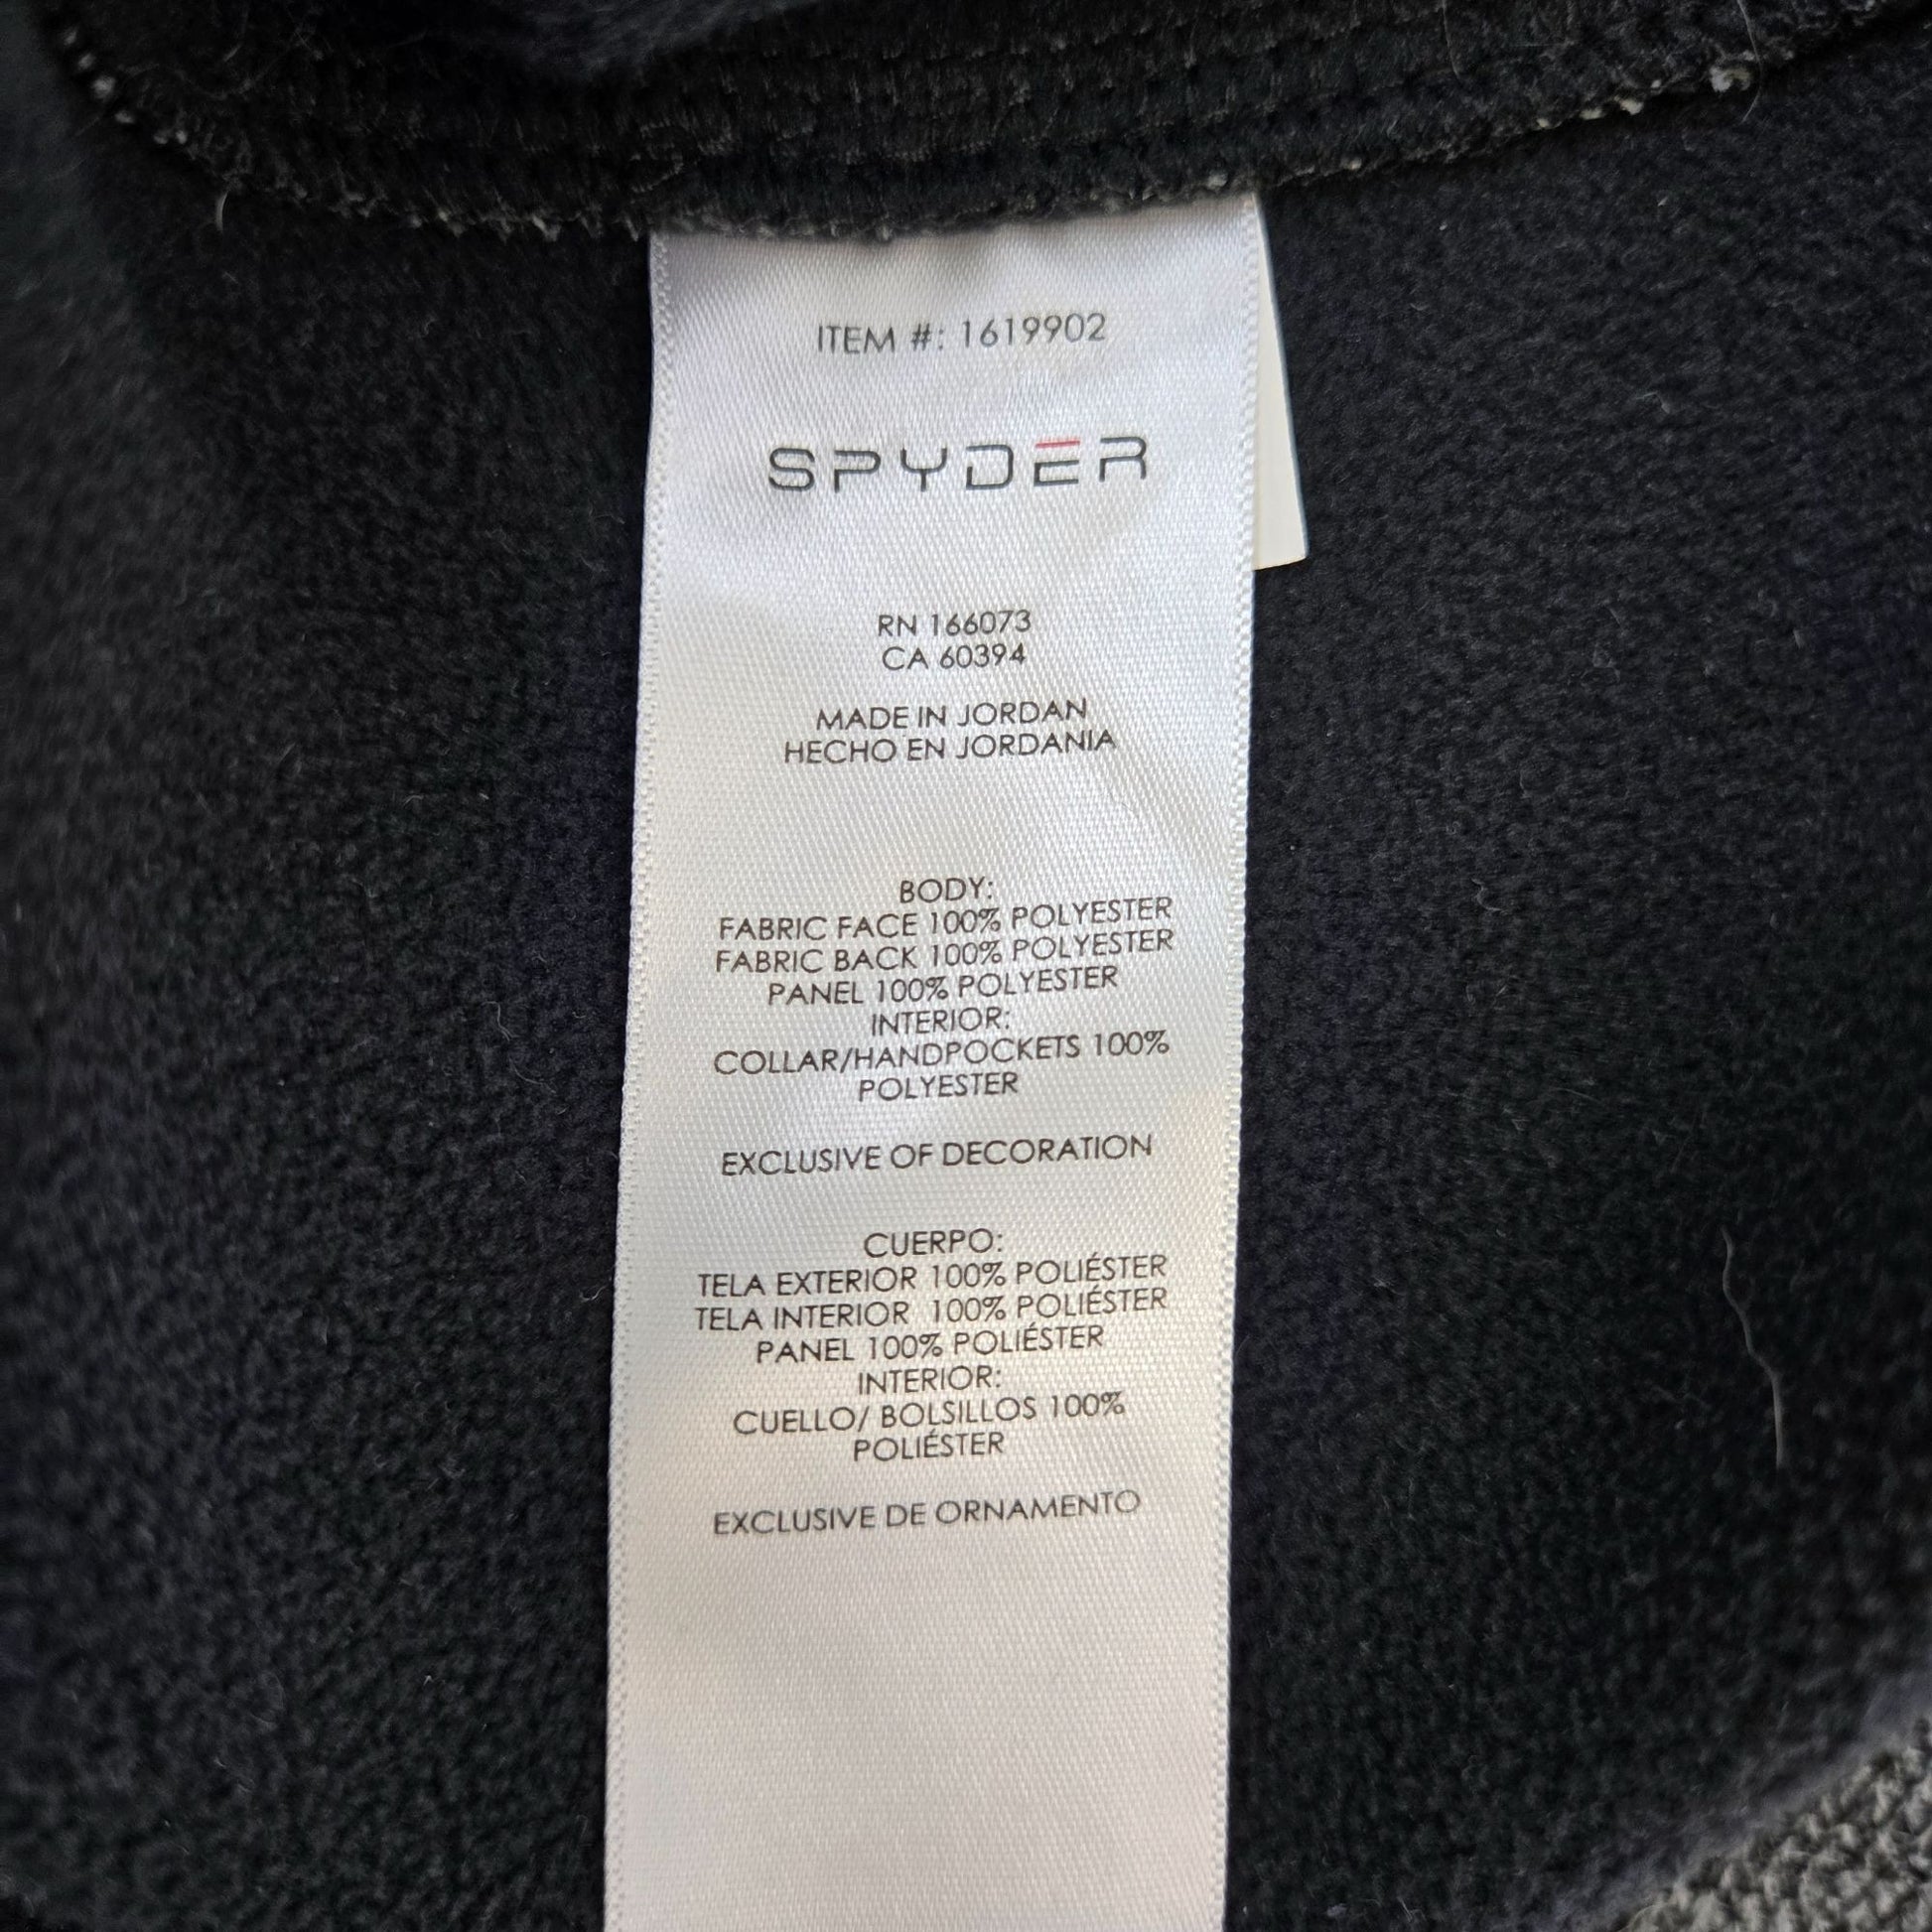 ITEM #: 1619902
SPYDER
RN 166073
CA 60394
MADE IN JORDAN
HECHO EN JORDANIA
BODY:
FABRIC FACE 100% POLYESTER
FABRIC BACK 100% POLYESTER
PANEL 100% POLYESTER
INTERIOR:
COLLAR/HANDPOCKETS 100%
POLYESTER
EXCLUSIVE OF DECORATION
CUERPO:
TELA EXTERIOR 100% POLIÉSTER
TELA INTERIOR 100% POLIÉSTER
PANEL 100% POLIÉSTER
INTERIOR:
CUELLO/ BOLSILLOS 100%
POLIÉSTER
EXCLUSIVE DE ORNAMENTO